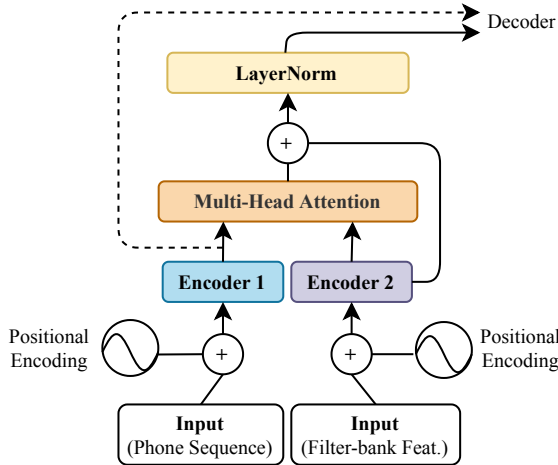 Decoder
LayerNorm
+
Multi-Head Attention
Encoder 1
Encoder 2
Positional
Encoding
+
+
Positional
Encoding
Input
(Phone Sequence)
Input
(Filter-bank Feat.)